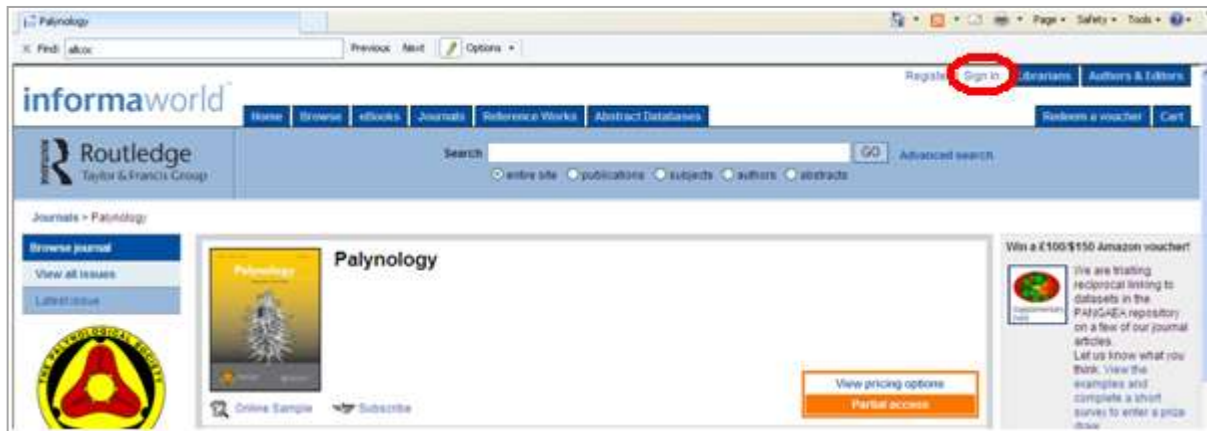 Palynology
Page Safety Tools
Find: alkoc Previous Next Options
Register Sign in Librarians Authors & Editors
informaworld
Home Browse eBooks Journals Reference Works Abstract Databases Redeem a voucher Cart
Routledge
Taylor & Francis Group
Search GO Advanced search
entire site publications subjects authors abstracts
Journals > Palynology
Browse journal
View all issues
Latest issue
THE PALYNOLOGICAL SOCIETY
Palynology
Palynology
Online Sample Subscribe
View pricing options
Partial access
Win a £100/$150 Amazon voucher!
We are trialling
reciprocal linking to
datasets in the
PANGAEA repository
on a few of our journal
articles.
Let us know what you
think. View the
examples and
complete a short
survey to enter a prize
draw.